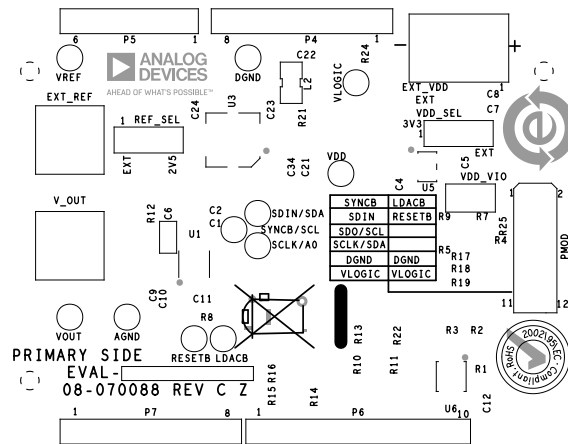 6 P5 1
8 P4 1
VREF
ANALOG DEVICES
AHEAD OF WHAT'S POSSIBLE™
DGND
C22
L2
R21
VLOGIC
R24
- +
EXT_VDD 1
EXT
VDD_SEL
3V3 1
EXT
C8
C7
EXT_REF
REF_SEL
1
EXT
2V5
C24
U3
C23
C34
C21
VDD
C4
U5
C5
VDD_VIO
e
V_OUT
R12
C6
U1
C2
C1
SDIN/SDA
SYNCB/SCL
SCLK/A0
SYNCB LDACB
SDIN RESETB
SDO/SCL
SCLK/SDA
DGND DGND
VLOGIC VLOGIC
R9
R7
R5
R17
R18
R19
R4
R25
1 2
PMOD
11 12
C9
C10
C11
R8
VOUT
AGND
RESETB LDACB
R13
R10
R22
R11
R3 R2
R1
2002/95/EC
Compliant RoHS
PRIMARY SIDE
EVAL-
08-070088 REV C Z
R15
R16
R14
U6
C12
1 P7 8
1 P6 10